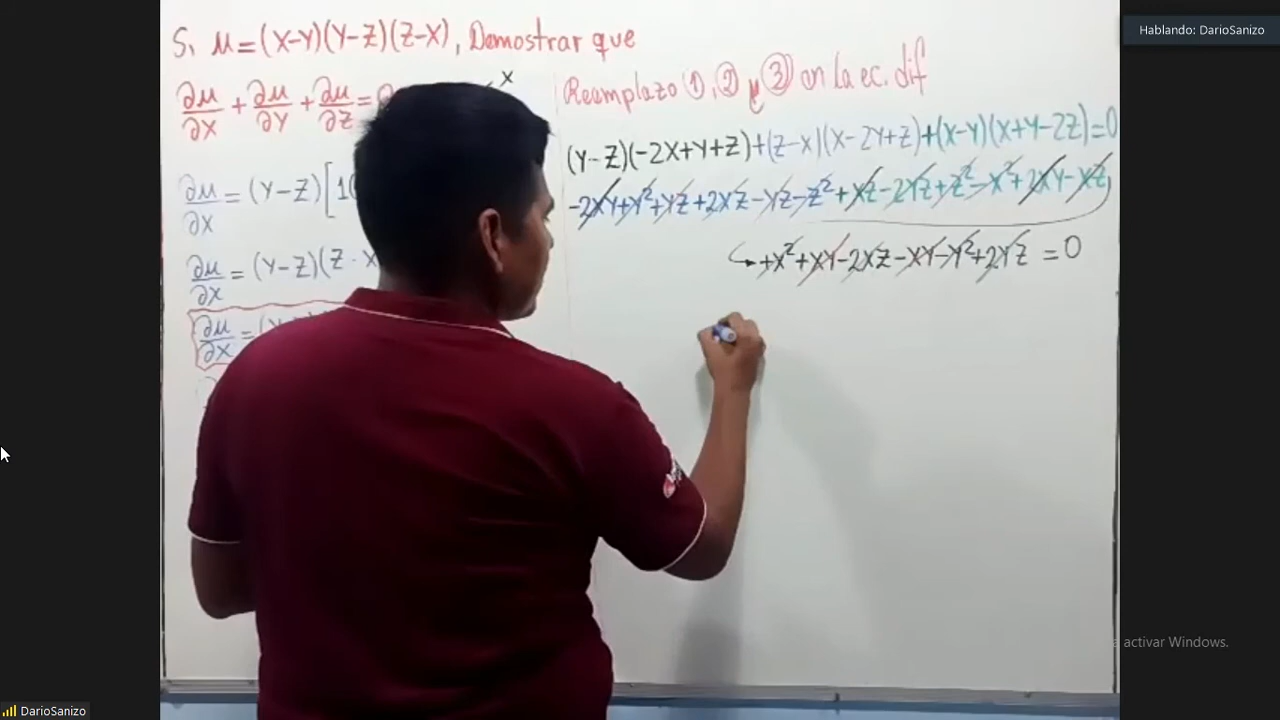 Hablando: DarioSanizo
Si μ=(X-Y)(Y-Z)(Z-X), Demostrar que
∂μ/∂X + ∂μ/∂Y + ∂μ/∂Z =
X
∂μ/∂X = (Y-Z)[1
∂μ/∂X = (Y-Z)(Z-X
∂μ/∂X =
Reemplazo ①, ② y ③ en la ec. dif
(Y-Z)(-2X+Y+Z)+(Z-X)(X-2Y+Z)+(X-Y)(X+Y-2Z)=0
-2XY+Y²+YZ+2XZ-YZ-Z²+XZ-2YZ+Z²-X²+2XY-XZ
+X²+XY-2XZ-XY-Y²+2YZ =0
a activar Windows.
DarioSanizo